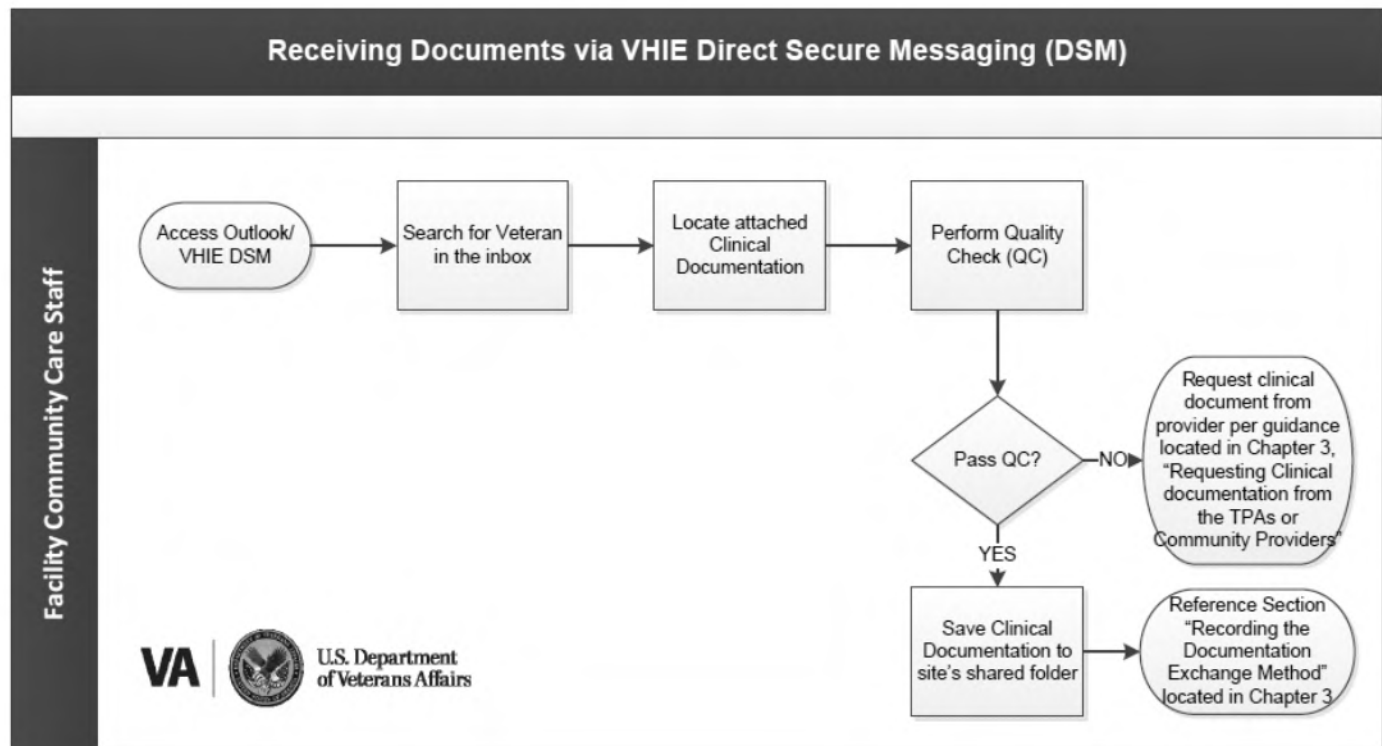 Receiving Documents via VHIE Direct Secure Messaging (DSM)
Facility Community Care Staff
Access Outlook/
VHIE DSM
Search for Veteran
in the inbox
Locate attached
Clinical
Documentation
Perform Quality
Check (QC)
Pass QC?
NO
Request clinical
document from
provider per guidance
located in Chapter 3,
“Requesting Clinical
documentation from
the TPAs or
Community Providers”
YES
Save Clinical
Documentation to
site's shared folder
Reference Section
“Recording the
Documentation
Exchange Method”
located in Chapter 3
VA
U.S. Department
of Veterans Affairs